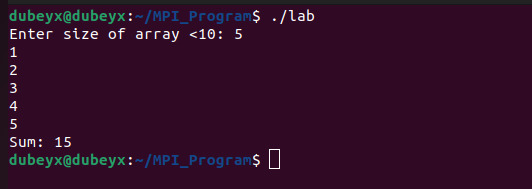 dubeyx@dubeyx:~/MPI_Program$ ./lab
Enter size of array <10: 5
1
2
3
4
5
Sum: 15
dubeyx@dubeyx:~/MPI_Program$